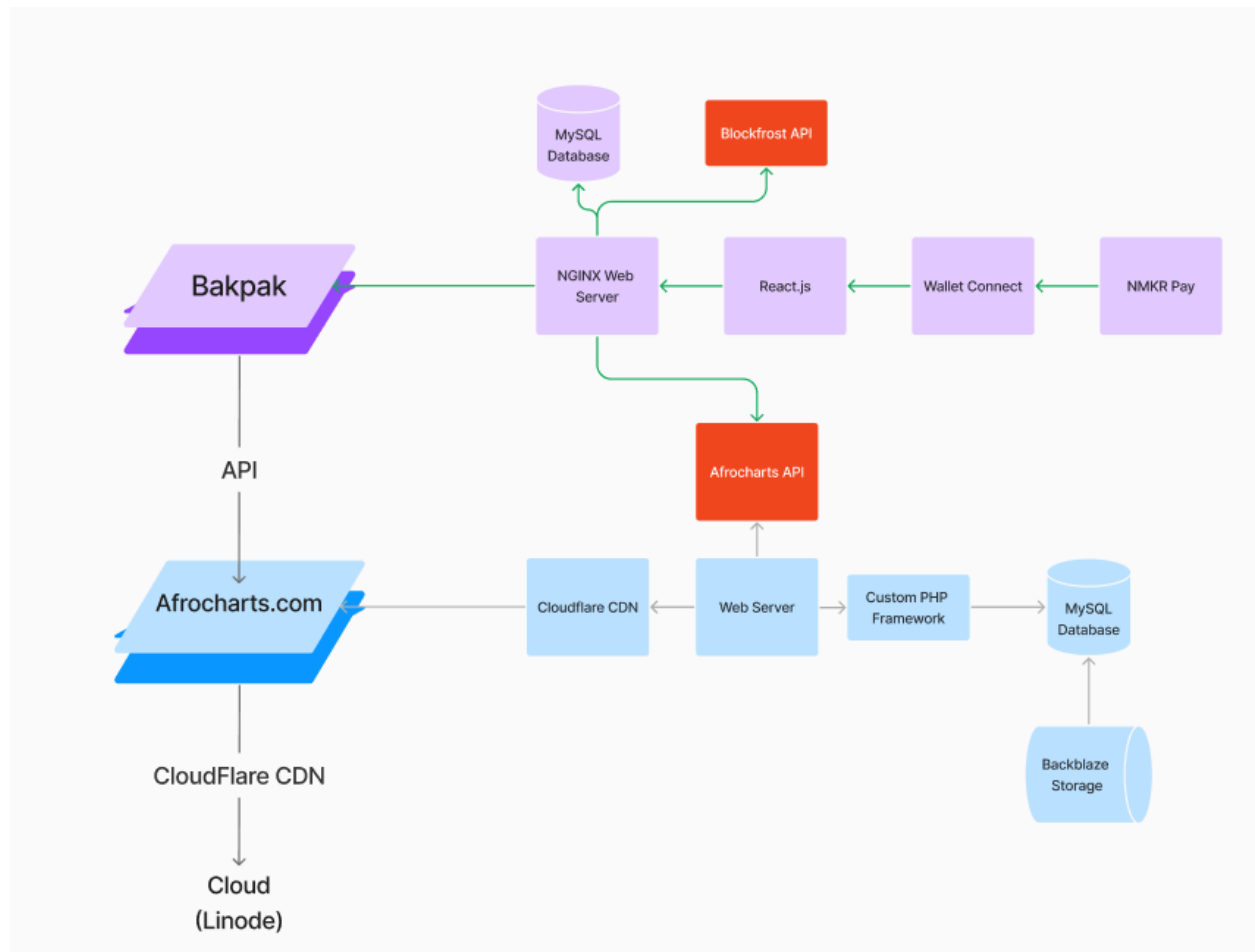 MySQL
Database
Blockfrost API
Bakpak
NGINX Web
Server
React.js
Wallet Connect
NMKR Pay
API
Afrocharts API
Afrocharts.com
Cloudflare CDN
Web Server
Custom PHP
Framework
MySQL
Database
CloudFlare CDN
Backblaze
Storage
Cloud
(Linode)